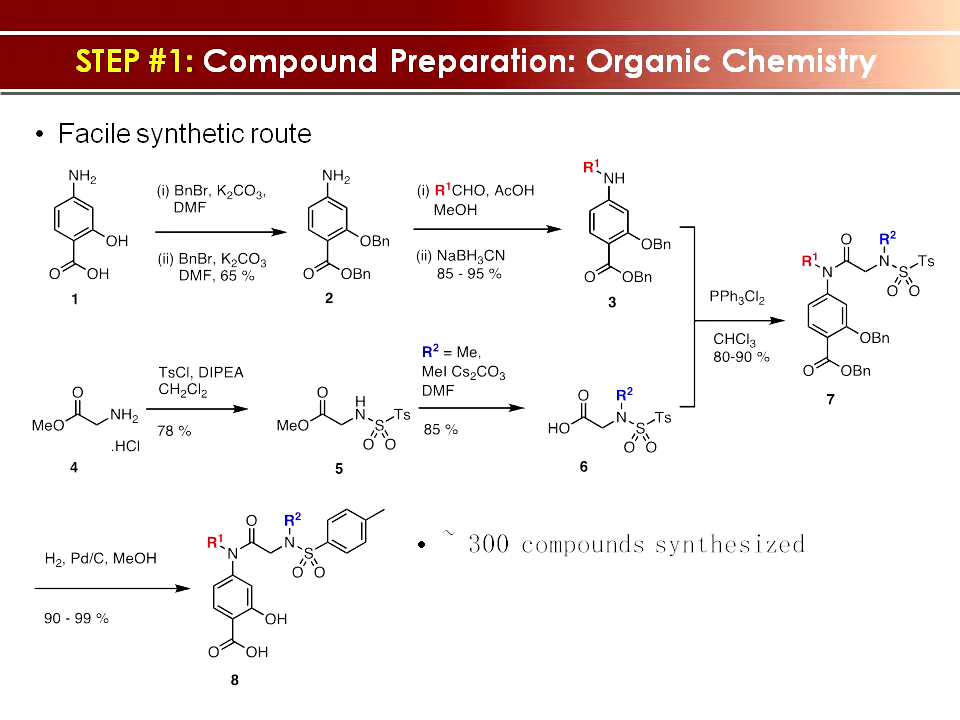 STEP #1: Compound Preparation: Organic Chemistry
• Facile synthetic route
NH2
OH
O
OH
1
(i) BnBr, K2CO3,
DMF
(ii) BnBr, K2CO3
DMF, 65 %
NH2
OBn
O
OBn
2
(i) R1CHO, AcOH
MeOH
(ii) NaBH3CN
85 - 95 %
R1
NH
OBn
O
OBn
3
PPh3Cl2
CHCl3
80-90 %
O
R2
R1
N
N
Ts
S
O O
OBn
O
OBn
7
O
MeO
NH2
.HCl
4
TsCl, DIPEA
CH2Cl2
78 %
O
H
N
Ts
MeO
S
O O
5
R2 = Me,
MeI Cs2CO3
DMF
85 %
O
R2
N
Ts
HO
S
O O
6
H2, Pd/C, MeOH
90 - 99 %
O
R2
R1
N
N
S
O O
OH
O
OH
8
• ~ 300 compounds synthesized